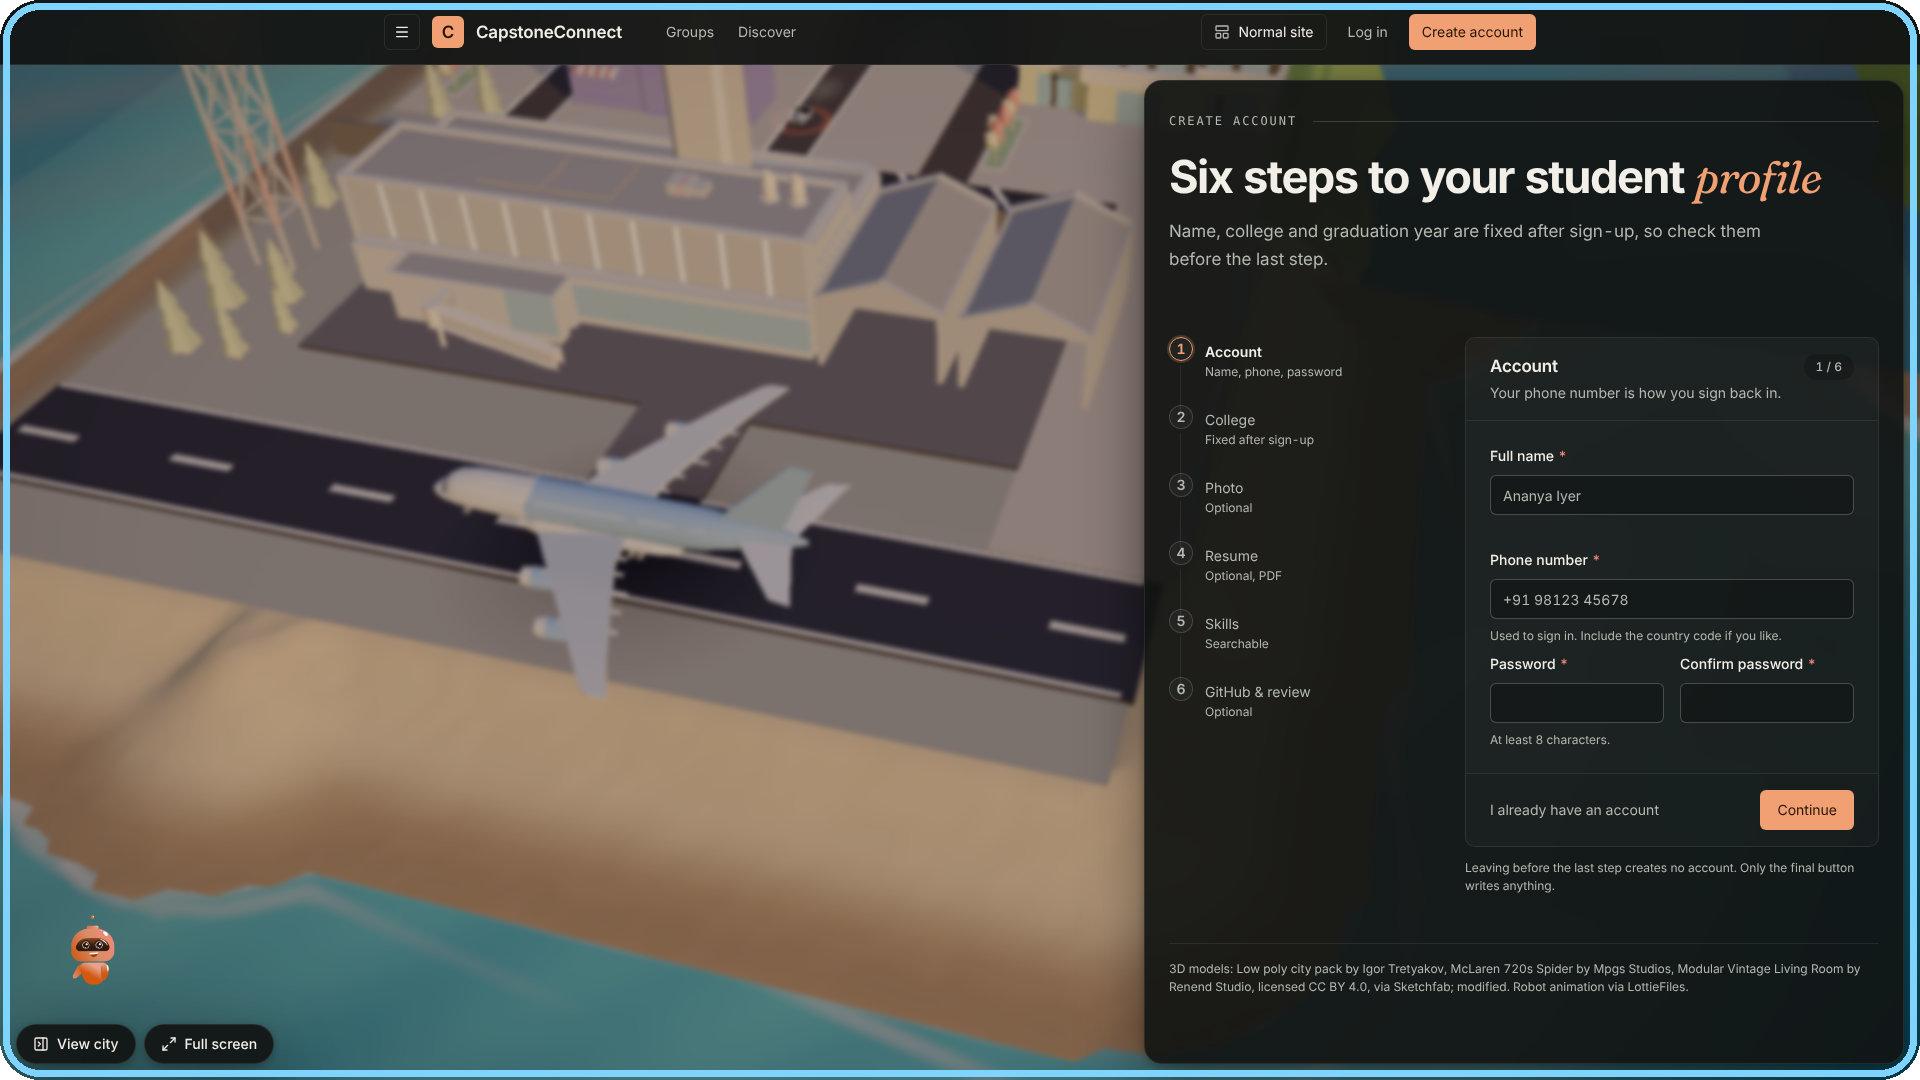 C CapstoneConnect Groups Discover Normal site Log in Create account
CREATE ACCOUNT
Six steps to your student profile
Name, college and graduation year are fixed after sign-up, so check them
before the last step.
1 Account
Name, phone, password
2 College
Fixed after sign-up
3 Photo
Optional
4 Resume
Optional, PDF
5 Skills
Searchable
6 GitHub & review
Optional
Account 1 / 6
Your phone number is how you sign back in.
Full name *
Ananya Iyer
Phone number *
+91 98123 45678
Used to sign in. Include the country code if you like.
Password * Confirm password *
At least 8 characters.
I already have an account Continue
Leaving before the last step creates no account. Only the final button
writes anything.
3D models: Low poly city pack by Igor Tretyakov, McLaren 720s Spider by Mpgs Studios, Modular Vintage Living Room by
Renend Studio, licensed CC BY 4.0, via Sketchfab; modified. Robot animation via LottieFiles.
View city Full screen